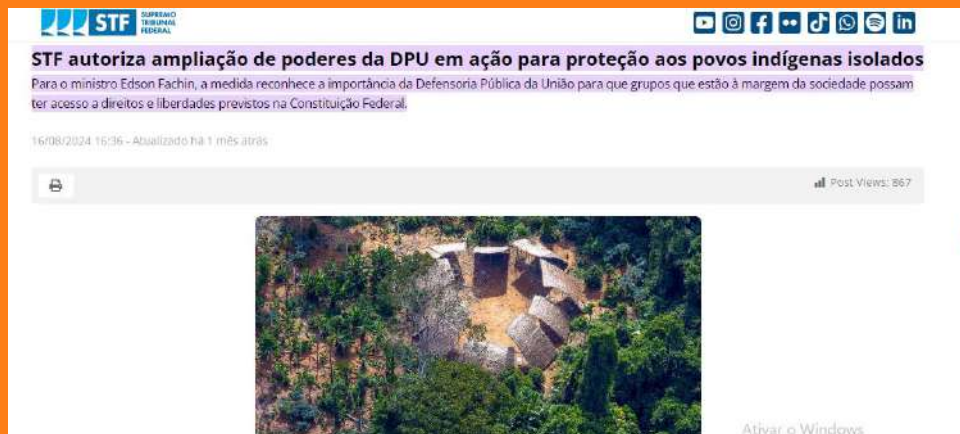 STF SUPREMO
TRIBUNAL
FEDERAL
STF autoriza ampliação de poderes da DPU em ação para proteção aos povos indígenas isolados
Para o ministro Edson Fachin, a medida reconhece a importância da Defensoria Pública da União para que grupos que estão à margem da sociedade possam
ter acesso a direitos e liberdades previstos na Constituição Federal.
16/08/2024 16:36 - Atualizado há 1 mês atrás
Post Views: 867
Ativar o Windows